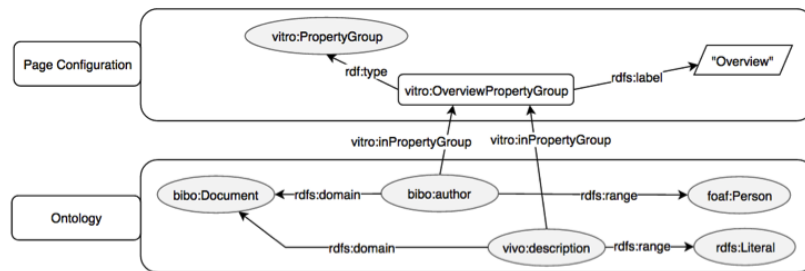 vitro:PropertyGroup
Page Configuration
rdf:type
vitro:OverviewPropertyGroup
rdfs:label
"Overview"
vitro:inPropertyGroup
vitro:inPropertyGroup
Ontology
bibo:Document
rdfs:domain
bibo:author
rdfs:range
foaf:Person
rdfs:domain
vivo:description
rdfs:range
rdfs:Literal